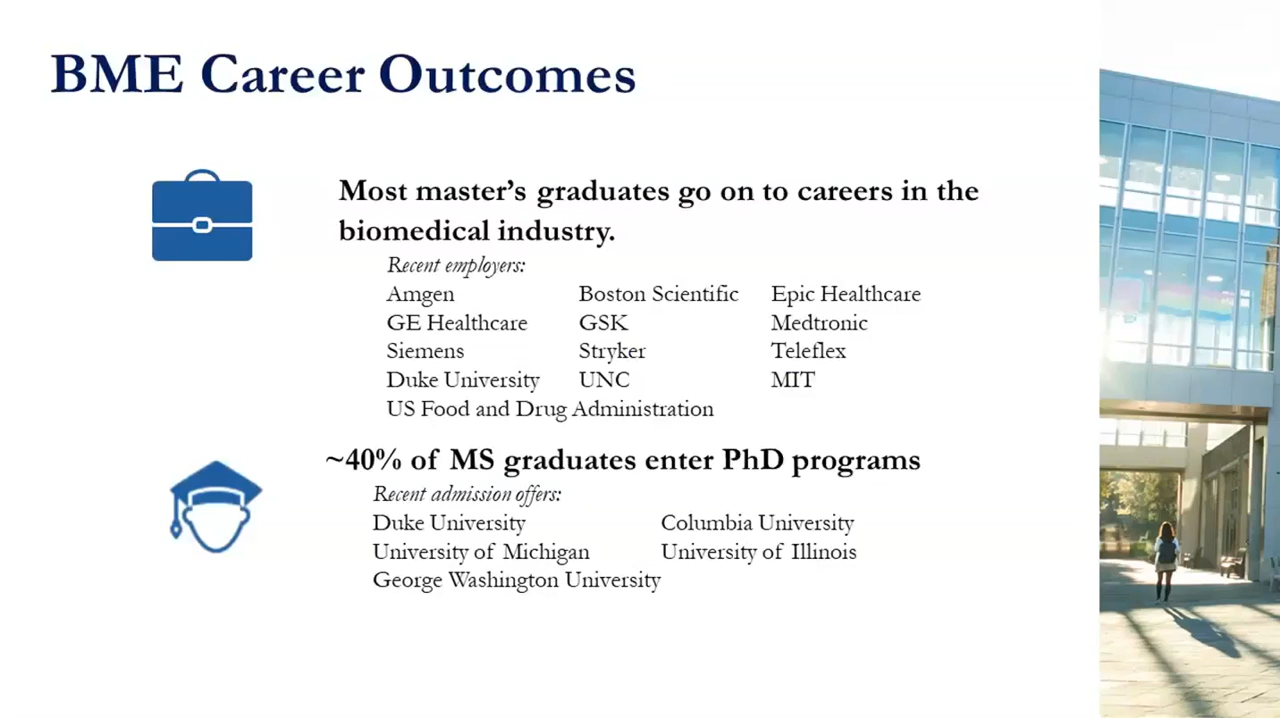 BME Career Outcomes
Most master’s graduates go on to careers in the
biomedical industry.
Recent employers:
Amgen Boston Scientific Epic Healthcare
GE Healthcare GSK Medtronic
Siemens Stryker Teleflex
Duke University UNC MIT
US Food and Drug Administration
~40% of MS graduates enter PhD programs
Recent admission offers:
Duke University Columbia University
University of Michigan University of Illinois
George Washington University